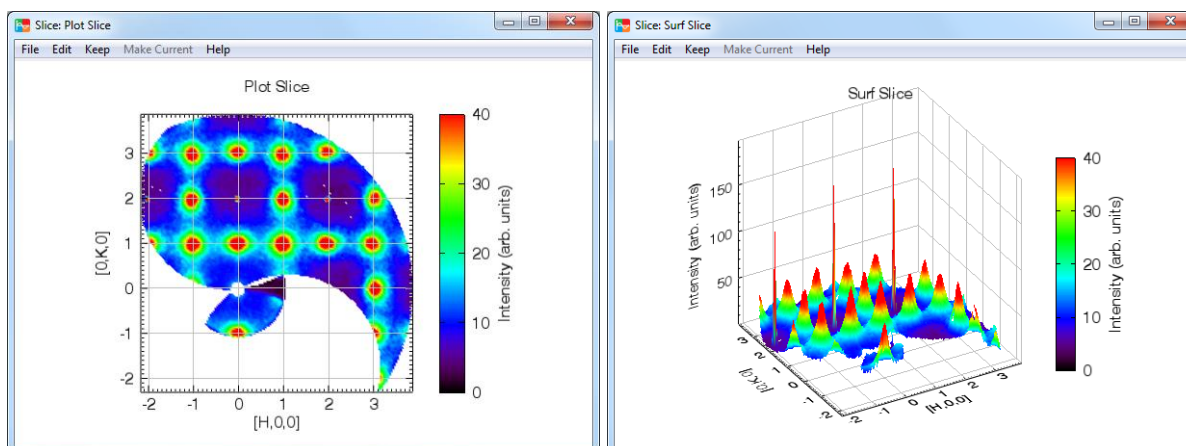 Slice: Plot Slice
File Edit Keep Make Current Help
Plot Slice
[0,K,0]
3
2
1
0
-1
-2
-2 -1 0 1 2 3
[H,0,0]
40
30
20
10
0
Intensity (arb. units)
Slice: Surf Slice
File Edit Keep Make Current Help
Surf Slice
Intensity (arb. units)
150
100
50
3
2
1
0
-1
-2
[0,K,0]
-2 -1 0 1 2 3
[H,0,0]
40
30
20
10
0
Intensity (arb. units)